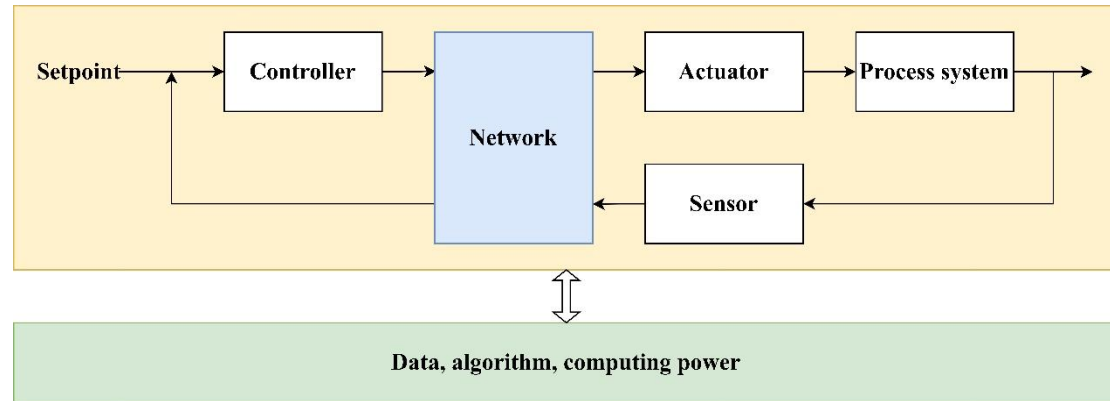 Setpoint
Controller
Network
Actuator
Process system
Sensor
Data, algorithm, computing power